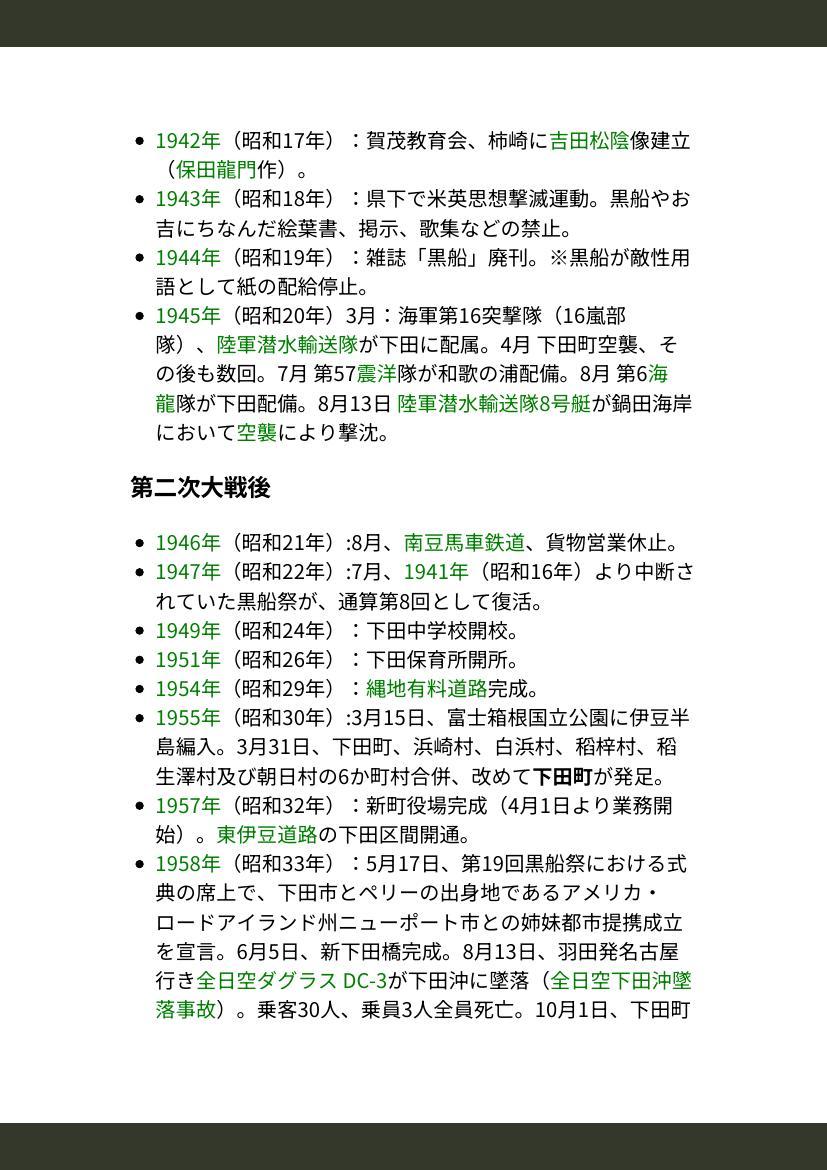 • 1942年（昭和17年）：賀茂教育会、柿崎に吉田松陰像建立
（保田龍門作）。
• 1943年（昭和18年）：県下で米英思想撃滅運動。黒船やお
吉にちなんだ絵葉書、掲示、歌集などの禁止。
• 1944年（昭和19年）：雑誌「黒船」廃刊。※黒船が敵性用
語として紙の配給停止。
• 1945年（昭和20年）3月：海軍第16突撃隊（16嵐部
隊）、陸軍潜水輸送隊が下田に配属。4月 下田町空襲、そ
の後も数回。7月 第57震洋隊が和歌の浦配備。8月 第6海
龍隊が下田配備。8月13日 陸軍潜水輸送隊8号艇が鍋田海岸
において空襲により撃沈。
第二次大戦後
• 1946年（昭和21年）:8月、南豆馬車鉄道、貨物営業休止。
• 1947年（昭和22年）:7月、1941年（昭和16年）より中断さ
れていた黒船祭が、通算第8回として復活。
• 1949年（昭和24年）：下田中学校開校。
• 1951年（昭和26年）：下田保育所開所。
• 1954年（昭和29年）：縄地有料道路完成。
• 1955年（昭和30年）:3月15日、富士箱根国立公園に伊豆半
島編入。3月31日、下田町、浜崎村、白浜村、稲梓村、稲
生澤村及び朝日村の6か町村合併、改めて下田町が発足。
• 1957年（昭和32年）：新町役場完成（4月1日より業務開
始）。東伊豆道路の下田区間開通。
• 1958年（昭和33年）：5月17日、第19回黒船祭における式
典の席上で、下田市とペリーの出身地であるアメリカ・
ロードアイランド州ニューポート市との姉妹都市提携成立
を宣言。6月5日、新下田橋完成。8月13日、羽田発名古屋
行き全日空ダグラス DC-3が下田沖に墜落（全日空下田沖墜
落事故）。乗客30人、乗員3人全員死亡。10月1日、下田町